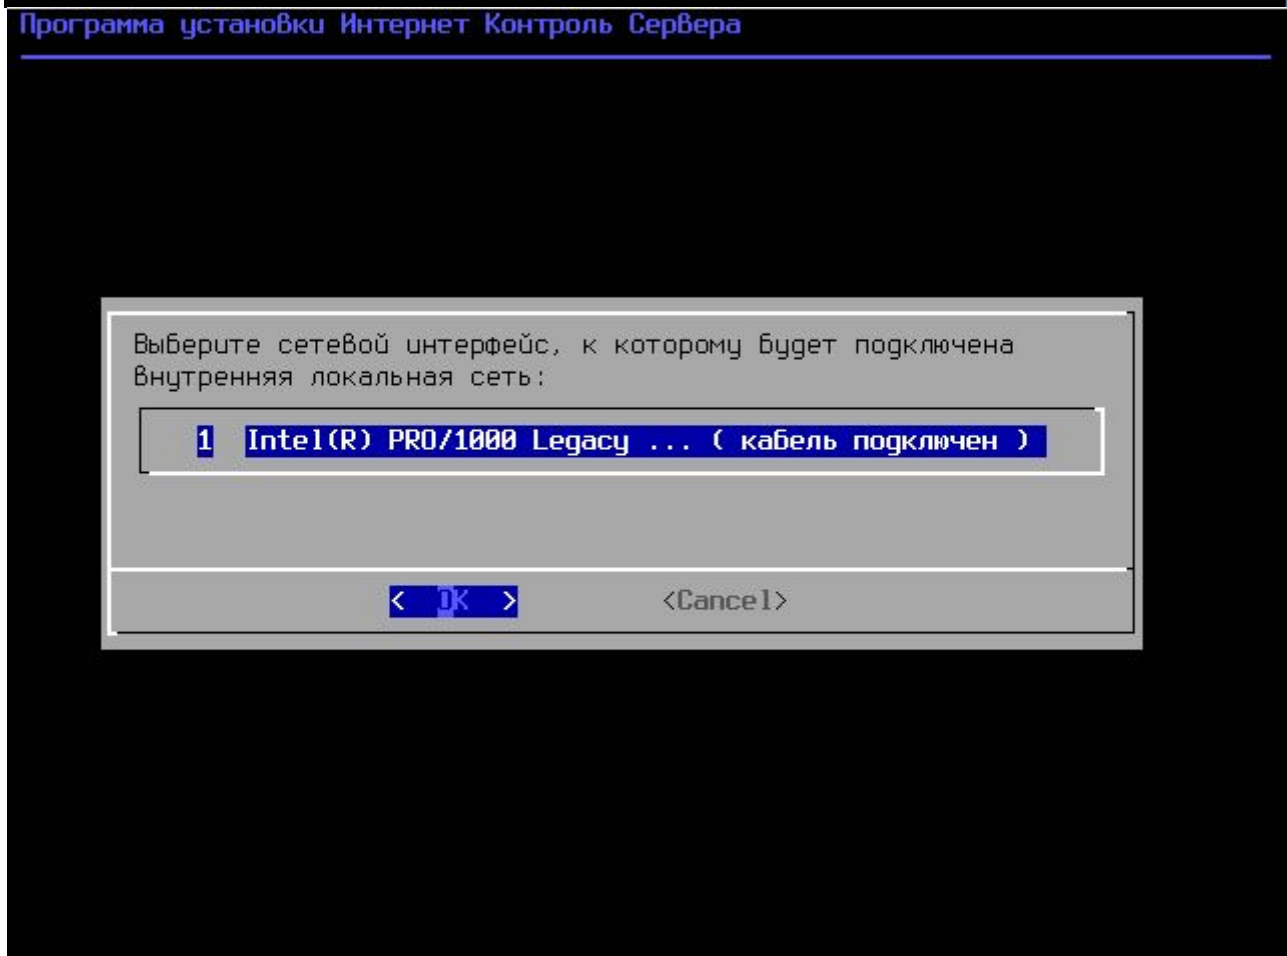 Программа установки Интернет Контроль Сервера
Выберите сетевой интерфейс, к которому будет подключена
внутренняя локальная сеть:
1 Intel(R) PRO/1000 Legacy ... ( кабель подключен )
< OK > <Cancel>